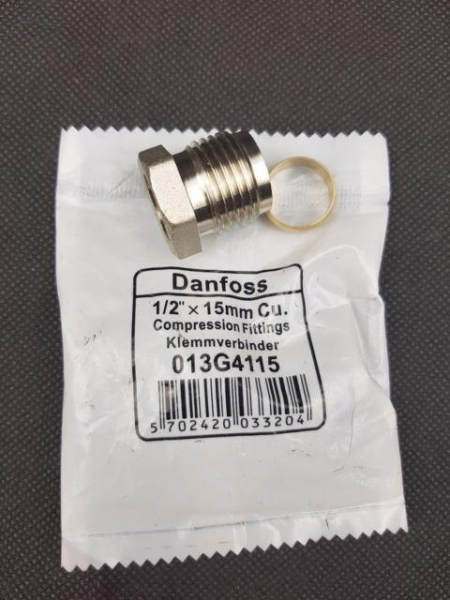 Danfoss
1/2" × 15mm Cu.
Compression Fittings
Klemmverbinder
013G4115
5 702420 033204